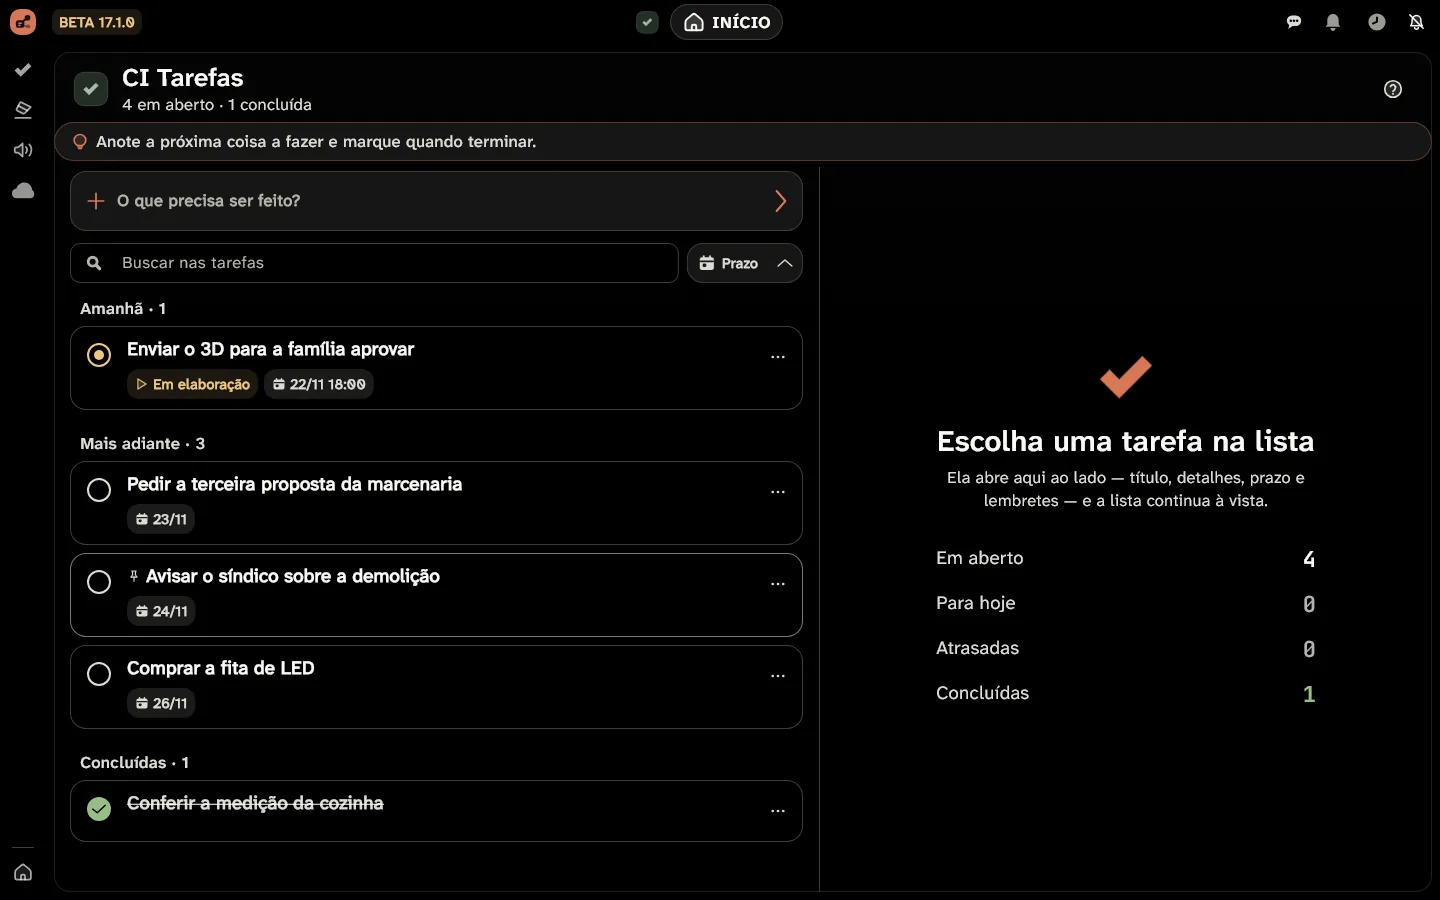 BETA 17.1.0
INÍCIO
CI Tarefas
4 em aberto · 1 concluída
Anote a próxima coisa a fazer e marque quando terminar.
O que precisa ser feito?
Buscar nas tarefas
Prazo
Amanhã · 1
Enviar o 3D para a família aprovar
Em elaboração
22/11 18:00
Mais adiante · 3
Pedir a terceira proposta da marcenaria
23/11
Avisar o síndico sobre a demolição
24/11
Comprar a fita de LED
26/11
Concluídas · 1
Conferir a medição da cozinha
Escolha uma tarefa na lista
Ela abre aqui ao lado — título, detalhes, prazo e
lembretes — e a lista continua à vista.
Em aberto 4
Para hoje 0
Atrasadas 0
Concluídas 1